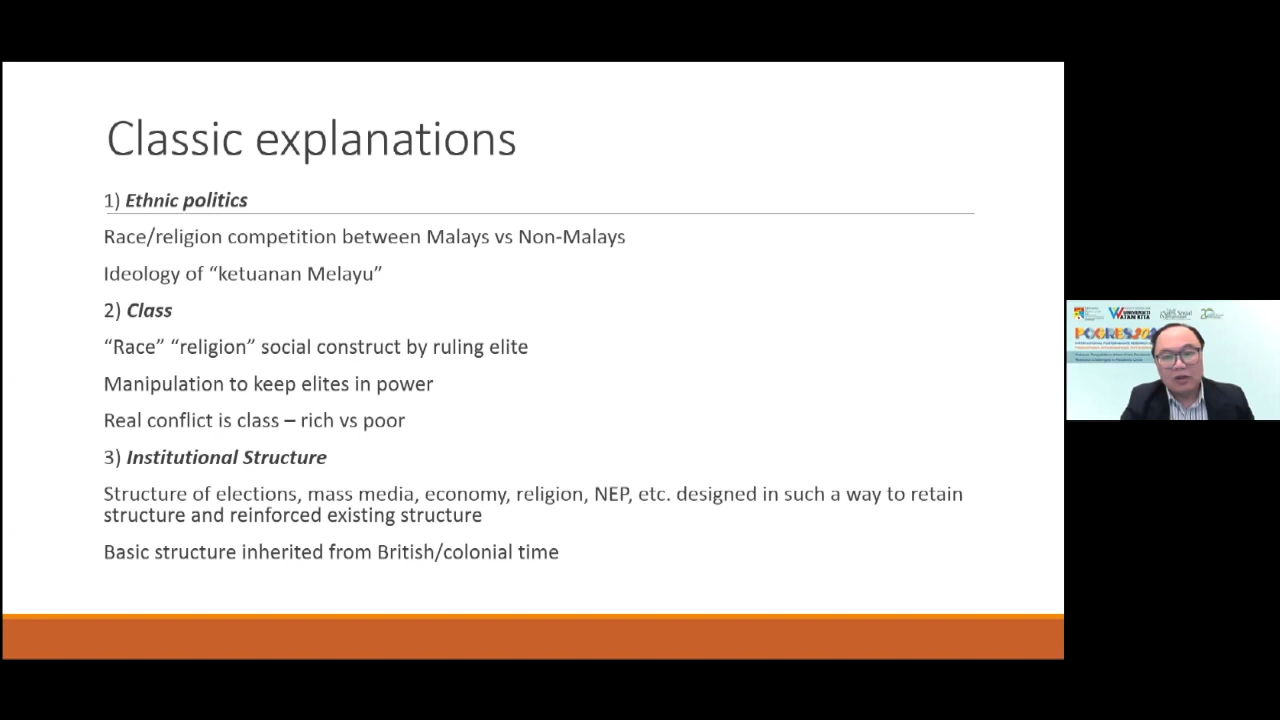 Classic explanations
1) Ethnic politics
Race/religion competition between Malays vs Non-Malays
Ideology of “ketuanan Melayu”
2) Class
“Race” “religion” social construct by ruling elite
Manipulation to keep elites in power
Real conflict is class – rich vs poor
3) Institutional Structure
Structure of elections, mass media, economy, religion, NEP, etc. designed in such a way to retain
structure and reinforced existing structure
Basic structure inherited from British/colonial time